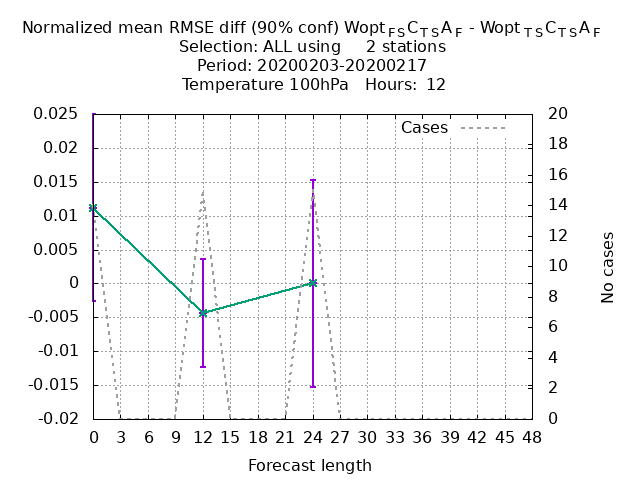 Normalized mean RMSE diff (90% conf) Wopt FS C TS A F - Wopt TS C TS A F
Selection: ALL using 2 stations
Period: 20200203-20200217
Temperature 100hPa Hours: 12
Cases
0.025
0.02
0.015
0.01
0.005
0
-0.005
-0.01
-0.015
-0.02
20
18
16
14
12
10
8
6
4
2
0
No cases
0 3 6 9 12 15 18 21 24 27 30 33 36 39 42 45 48
Forecast length